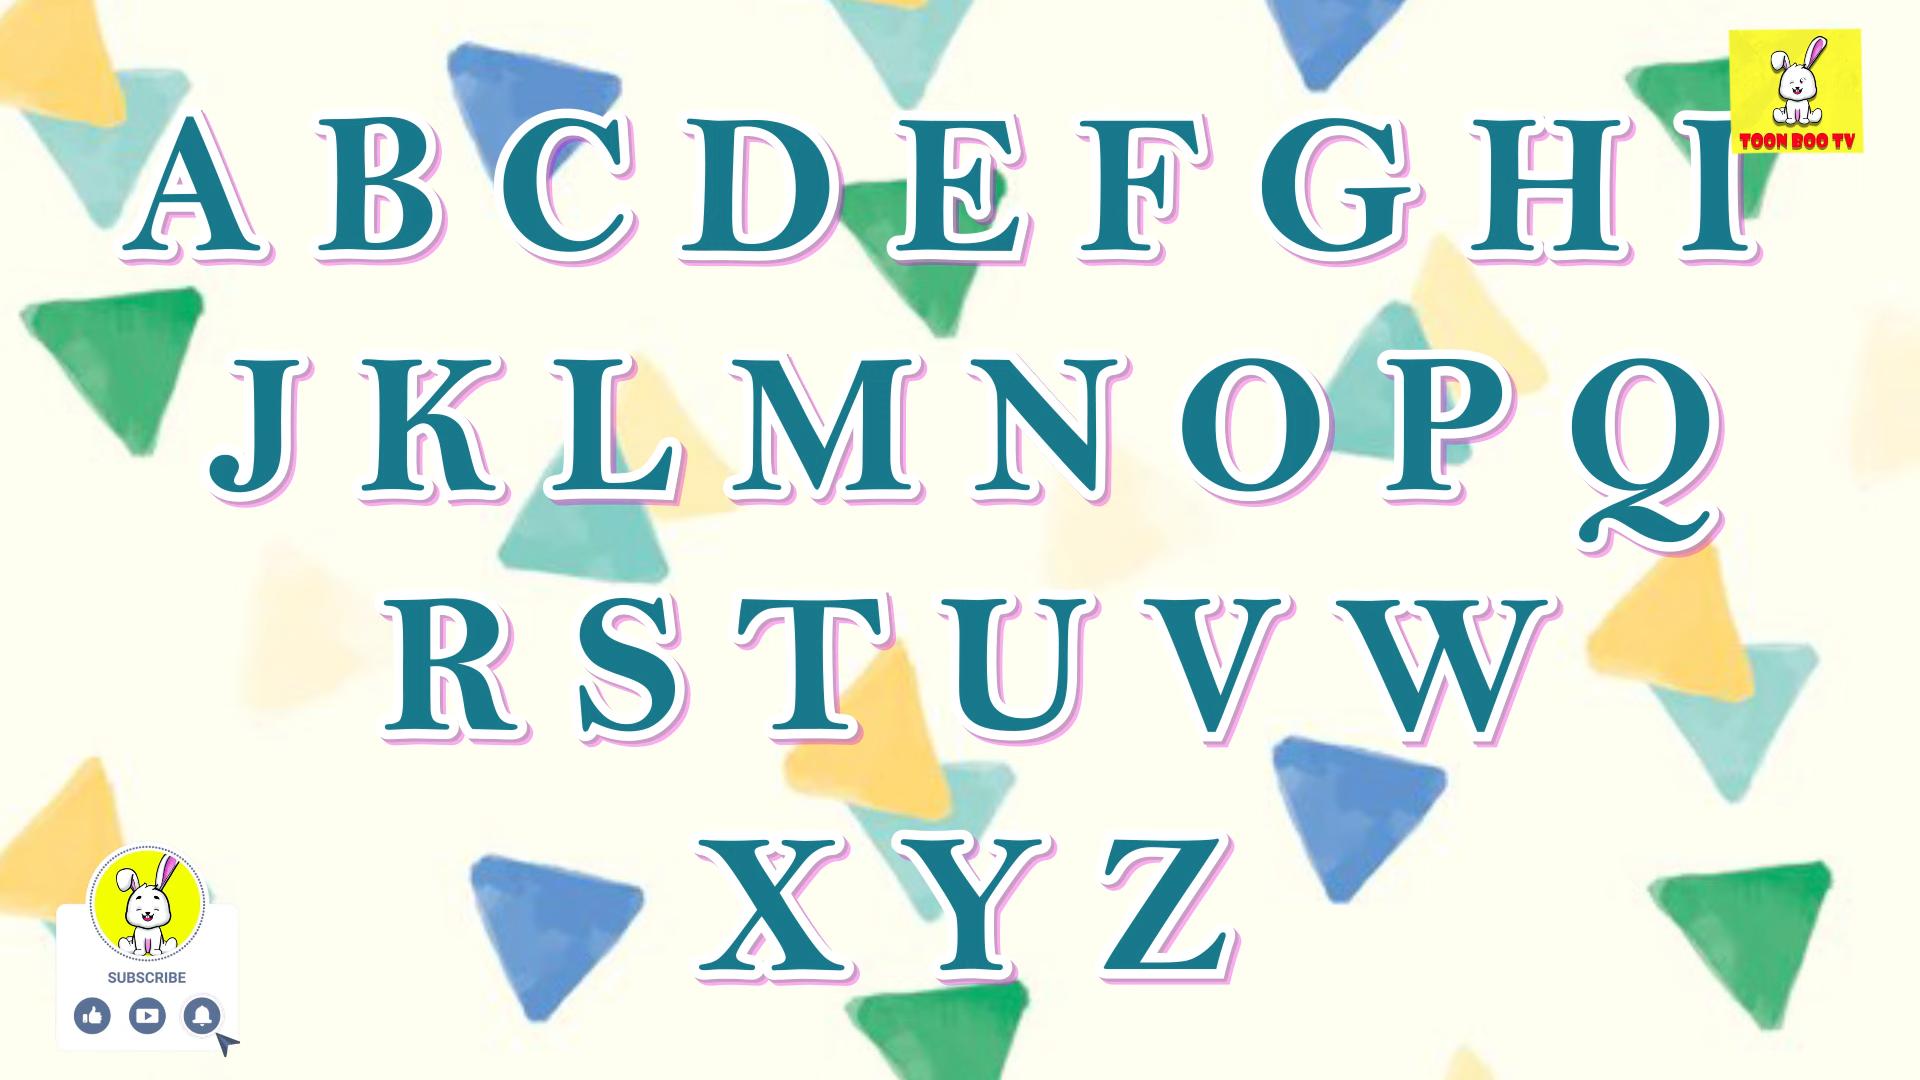 TOON BOO TV
A B C D E F G H I
J K L M N O P Q
R S T U V W
X Y Z
SUBSCRIBE